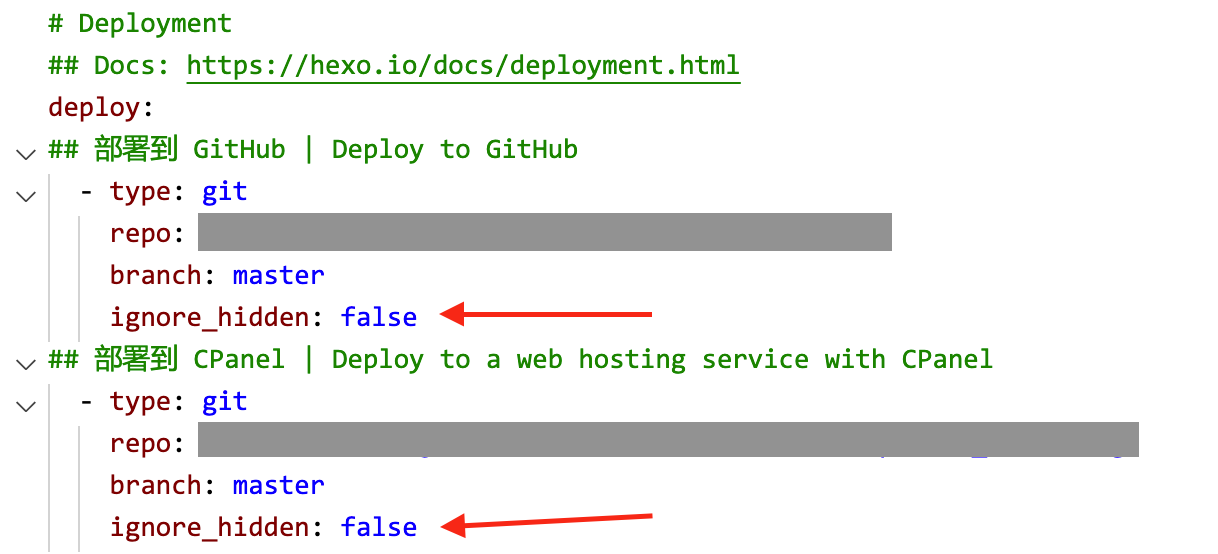 # Deployment
## Docs: https://hexo.io/docs/deployment.html
deploy:
## 部署到 GitHub | Deploy to GitHub
- type: git
repo:
branch: master
ignore_hidden: false
## 部署到 CPanel | Deploy to a web hosting service with CPanel
- type: git
repo:
branch: master
ignore_hidden: false